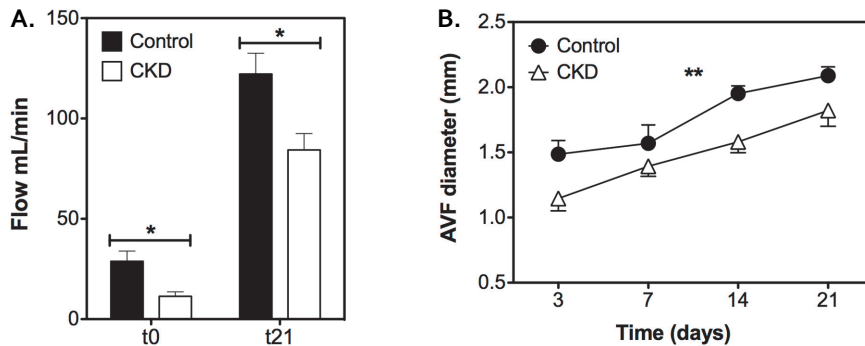 A.
Flow mL/min
150
100
50
0
Control
CKD
*
*
t0
t21
B.
AVF diameter (mm)
2.5
2.0
1.5
1.0
0.5
Control
CKD
**
3
7
14
21
Time (days)